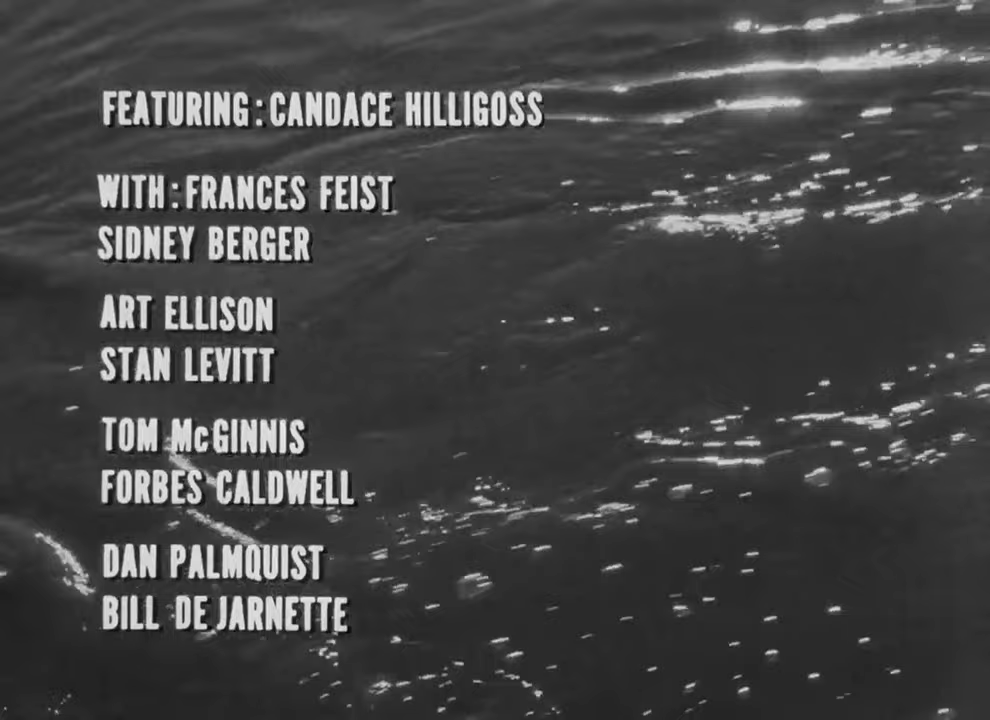 FEATURING: CANDACE HILLIGOSS
WITH: FRANCES FEIST
SIDNEY BERGER
ART ELLISON
STAN LEVITT
TOM McGINNIS
FORBES CALDWELL
DAN PALMQUIST
BILL DE JARNETTE